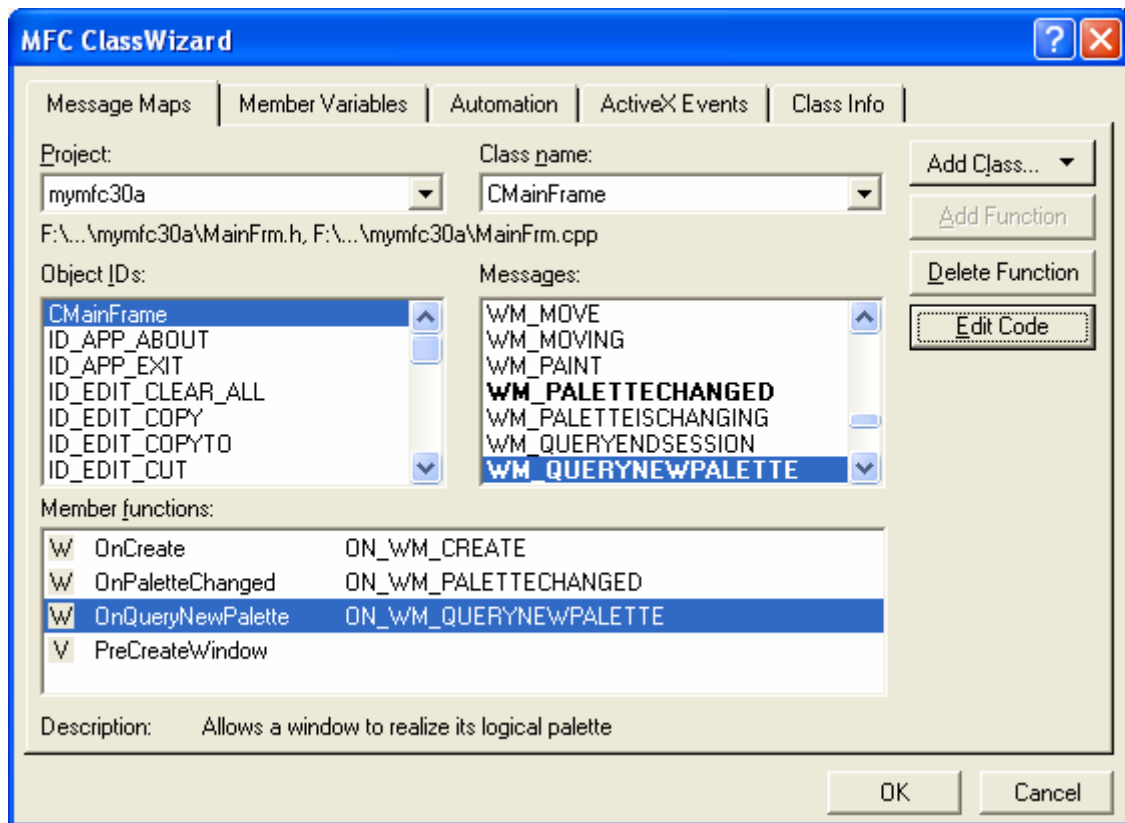 MFC ClassWizard
Message Maps Member Variables Automation ActiveX Events Class Info
Project: Class name:
mymfc30a CMainFrame
Add Class...
F:\...\mymfc30a\MainFrm.h, F:\...\mymfc30a\MainFrm.cpp
Add Function
Object IDs: Messages:
Delete Function
CMainFrame WM_MOVE
ID_APP_ABOUT WM_MOVING
Edit Code
ID_APP_EXIT WM_PAINT
ID_EDIT_CLEAR_ALL WM_PALETTECHANGED
ID_EDIT_COPY WM_PALETTEISCHANGING
ID_EDIT_COPYTO WM_QUERYENDSESSION
ID_EDIT_CUT WM_QUERYNEWPALETTE
Member functions:
W OnCreate ON_WM_CREATE
W OnPaletteChanged ON_WM_PALETTECHANGED
W OnQueryNewPalette ON_WM_QUERYNEWPALETTE
V PreCreateWindow
Description: Allows a window to realize its logical palette
OK Cancel